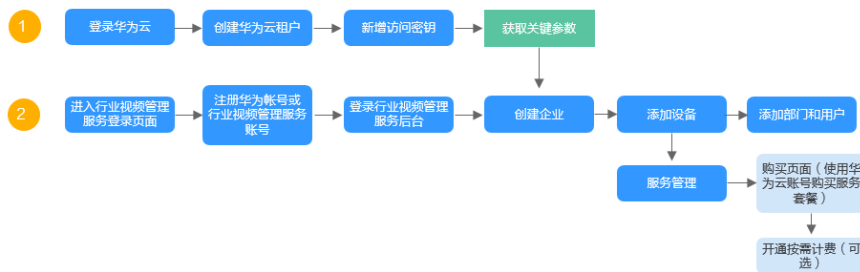 1
登录华为云
创建华为云租户
新增访问密钥
获取关键参数
2
进入行业视频管理
服务登录页面
注册华为帐号或
行业视频管理服务
账号
登录行业视频管理
服务后台
创建企业
添加设备
添加部门和用户
服务管理
购买页面（使用华
为云账号购买服务
套餐）
开通按需计费（可
选）